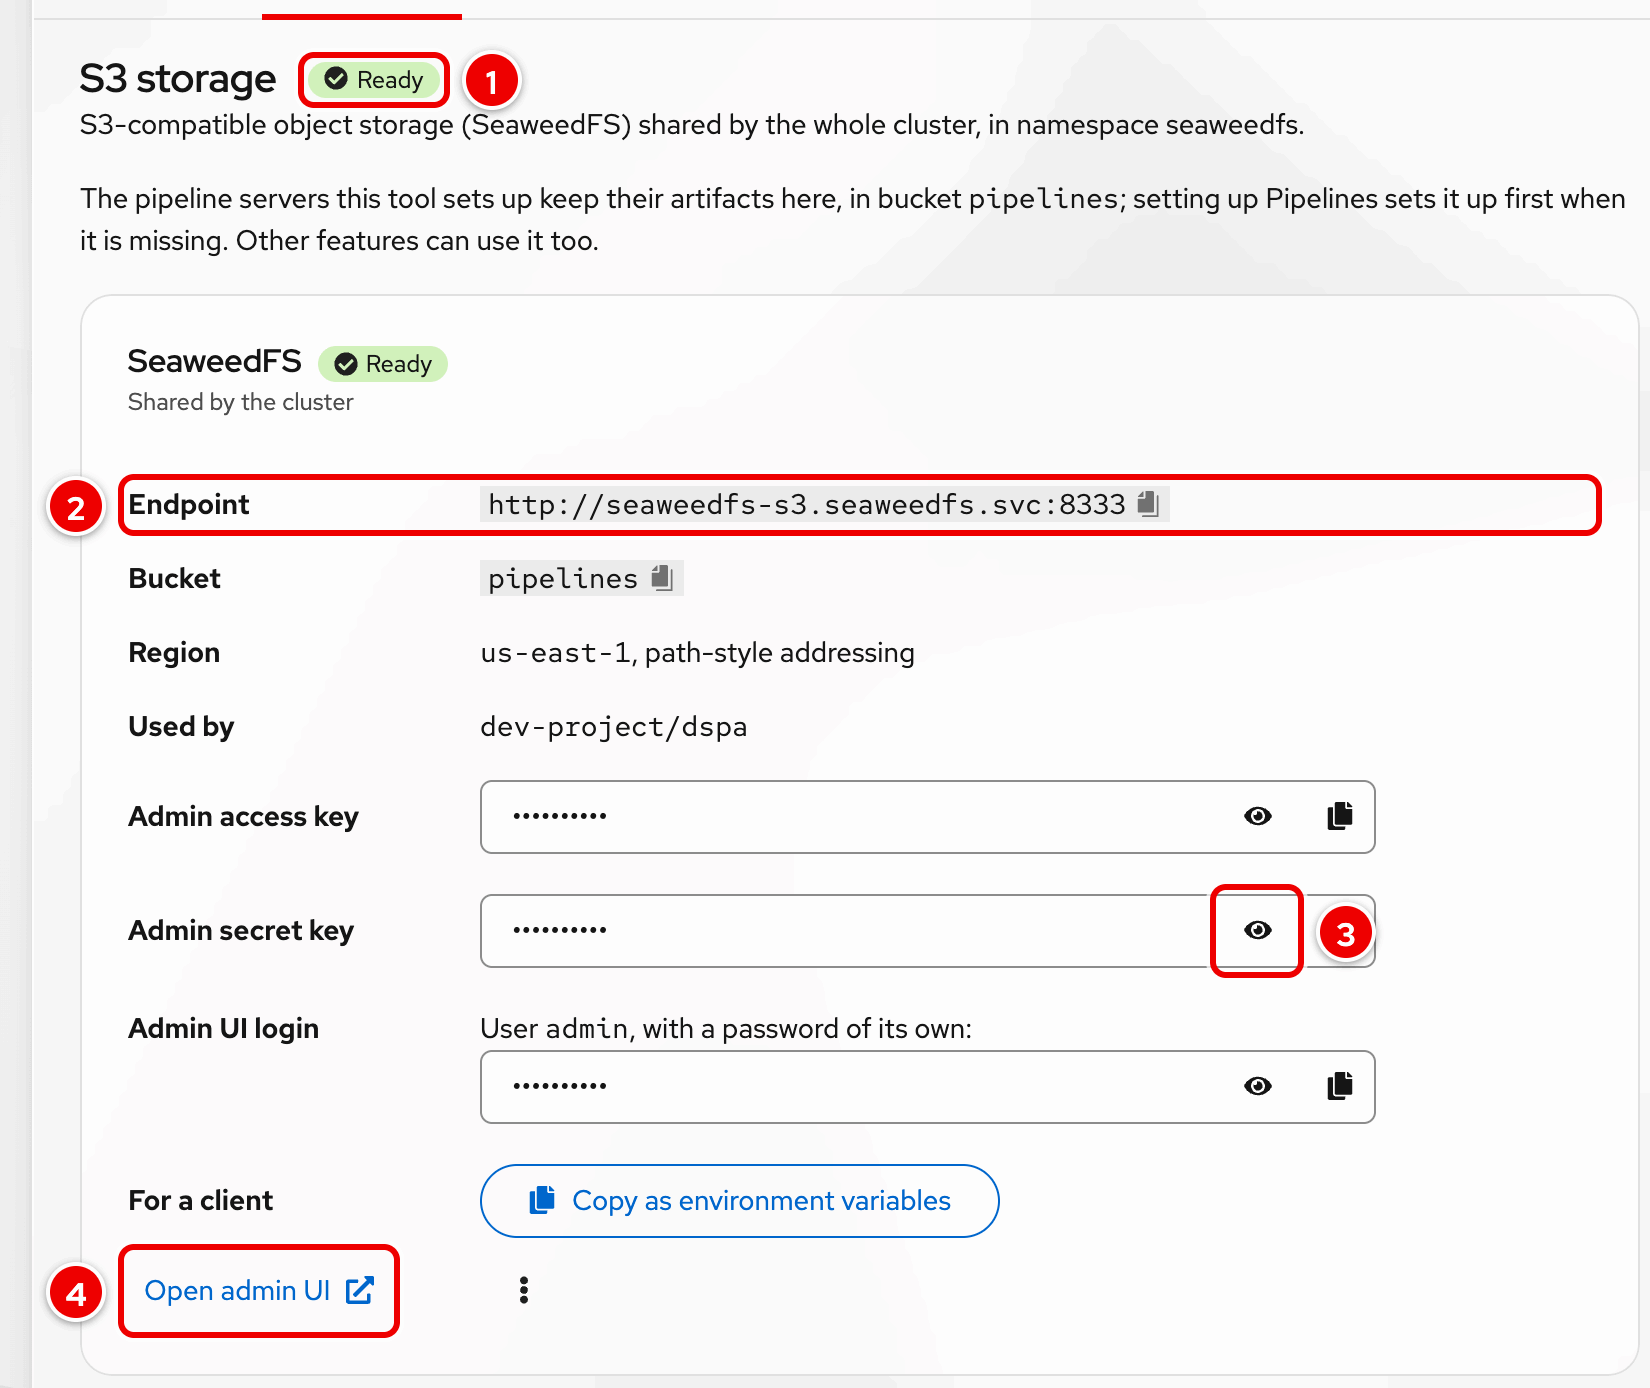 S3 storage Ready 1
S3-compatible object storage (SeaweedFS) shared by the whole cluster, in namespace seaweedfs.
The pipeline servers this tool sets up keep their artifacts here, in bucket pipelines; setting up Pipelines sets it up first when
it is missing. Other features can use it too.
SeaweedFS Ready
Shared by the cluster
2 Endpoint http://seaweedfs-s3.seaweedfs.svc:8333
Bucket pipelines
Region us-east-1, path-style addressing
Used by dev-project/dspa
Admin access key ••••••••••
Admin secret key •••••••••• 3
Admin UI login User admin, with a password of its own:
••••••••••
For a client Copy as environment variables
4 Open admin UI